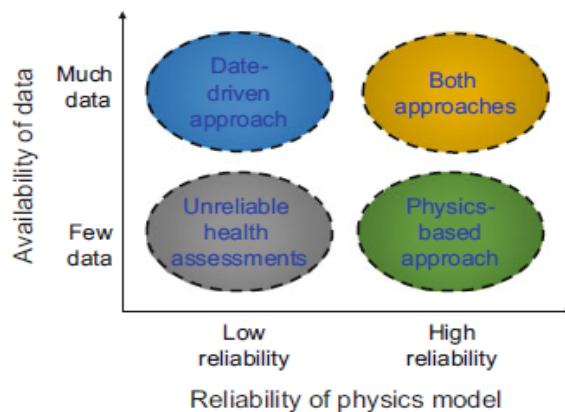 Availability of data
Much
data
Date-
driven
approach
Both
approaches
Few
data
Unreliable
health
assessments
Physics-
based
approach
Low
reliability
High
reliability
Reliability of physics model